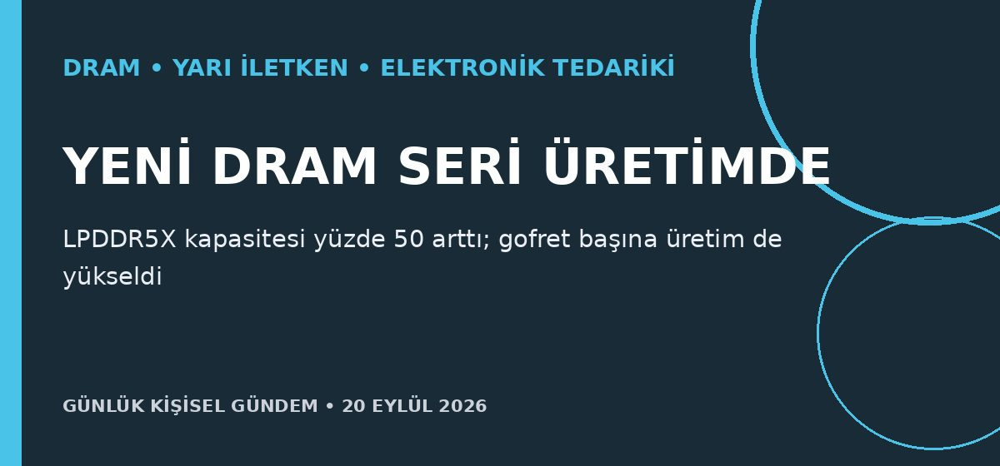 DRAM • YARI İLETKEN • ELEKTRONİK TEDARİKİ
YENİ DRAM SERİ ÜRETİMDE
LPDDR5X kapasitesi yüzde 50 arttı; gofret başına üretim de
yükseldi
GÜNLÜK KİŞİSEL GÜNDEM • 20 EYLÜL 2026